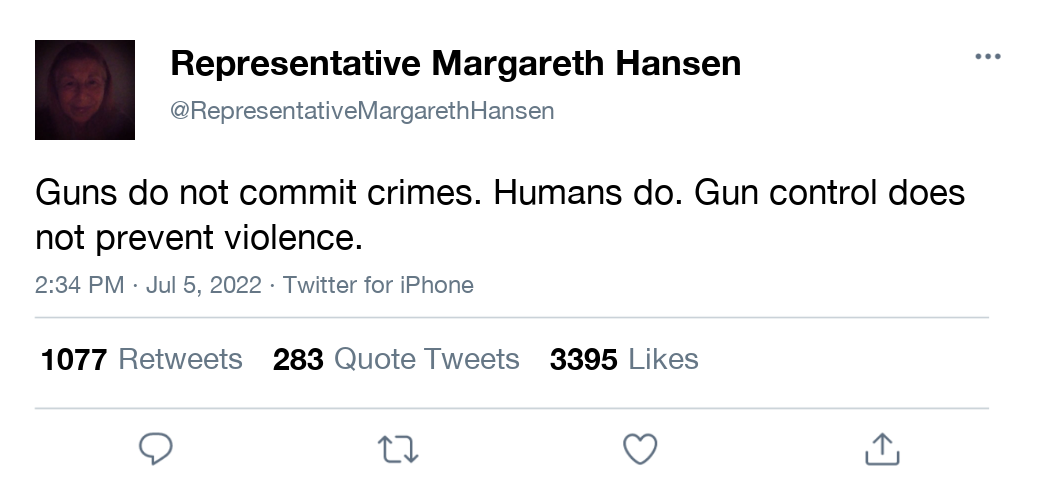 Representative Margareth Hansen
@RepresentativeMargarethHansen
Guns do not commit crimes. Humans do. Gun control does
not prevent violence.
2:34 PM · Jul 5, 2022 · Twitter for iPhone
1077 Retweets 283 Quote Tweets 3395 Likes